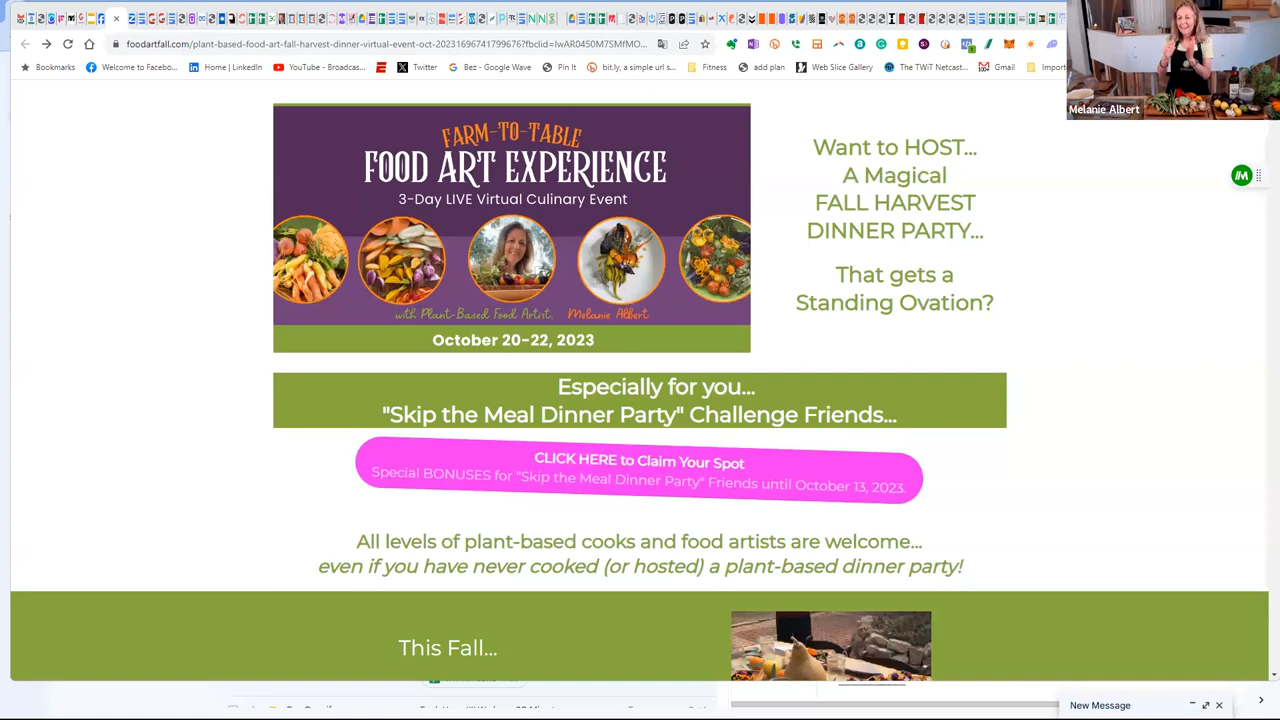 foodartfall.com/plant-based-food-art-fall-harvest-dinner-virtual-event-oct-20231696741799676?fbclid=IwAR0450M7SMfMO...
Bookmarks
Welcome to Facebo...
Home | LinkedIn
YouTube - Broadcas...
Twitter
Bez - Google Wave
Pin It
bit.ly, a simple url s...
Fitness
add plan
Web Slice Gallery
The TWiT Netcast...
Gmail
Melanie Albert
FARM-TO-TABLE
FOOD ART EXPERIENCE
3-Day LIVE Virtual Culinary Event
with Plant-Based Food Artist, Melanie Albert
October 20-22, 2023
Want to HOST...
A Magical
FALL HARVEST
DINNER PARTY...
That gets a
Standing Ovation?
Especially for you...
"Skip the Meal Dinner Party" Challenge Friends...
CLICK HERE to Claim Your Spot
Special BONUSES for "Skip the Meal Dinner Party" Friends until October 13, 2023.
All levels of plant-based cooks and food artists are welcome...
even if you have never cooked (or hosted) a plant-based dinner party!
This Fall...
New Message